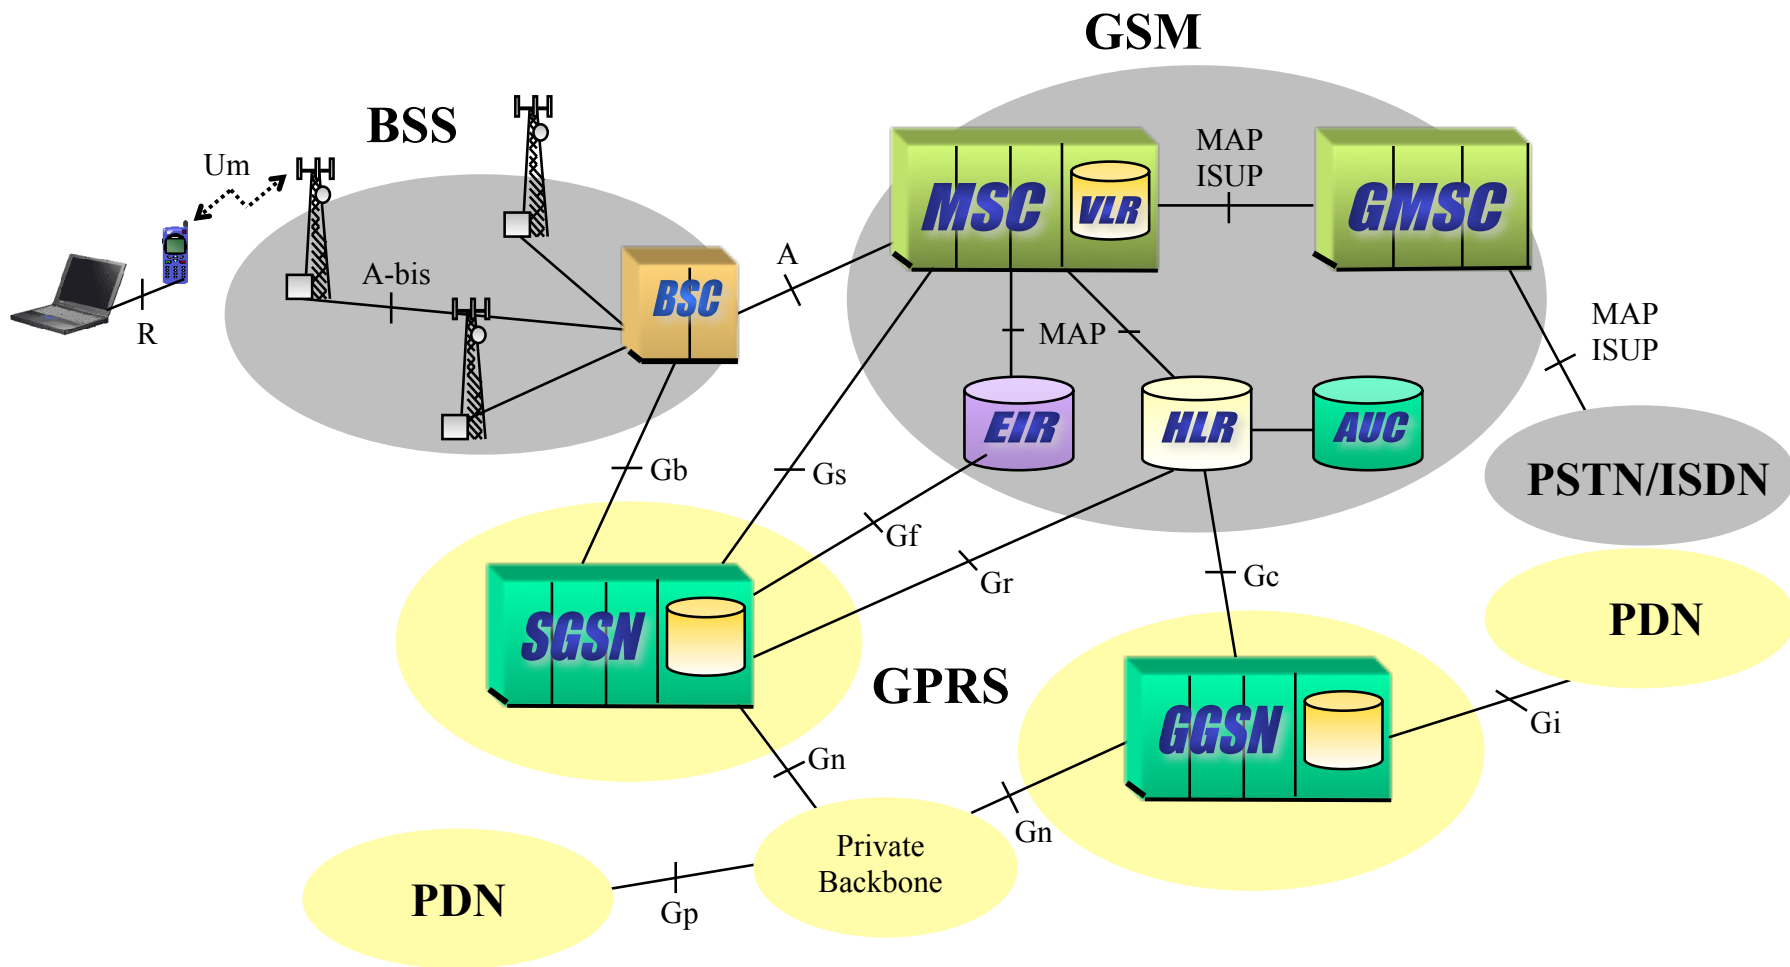 GSM
BSS
Um
MAP
ISUP
MSC
VLR
GMSC
A
A-bis
BSC
R
MAP
MAP
ISUP
EIR
HLR
AUC
Gb
Gs
PSTN/ISDN
Gf
Gr
Gc
SGSN
PDN
GPRS
GGSN
Gi
Gn
Gn
Private
Backbone
PDN
Gp